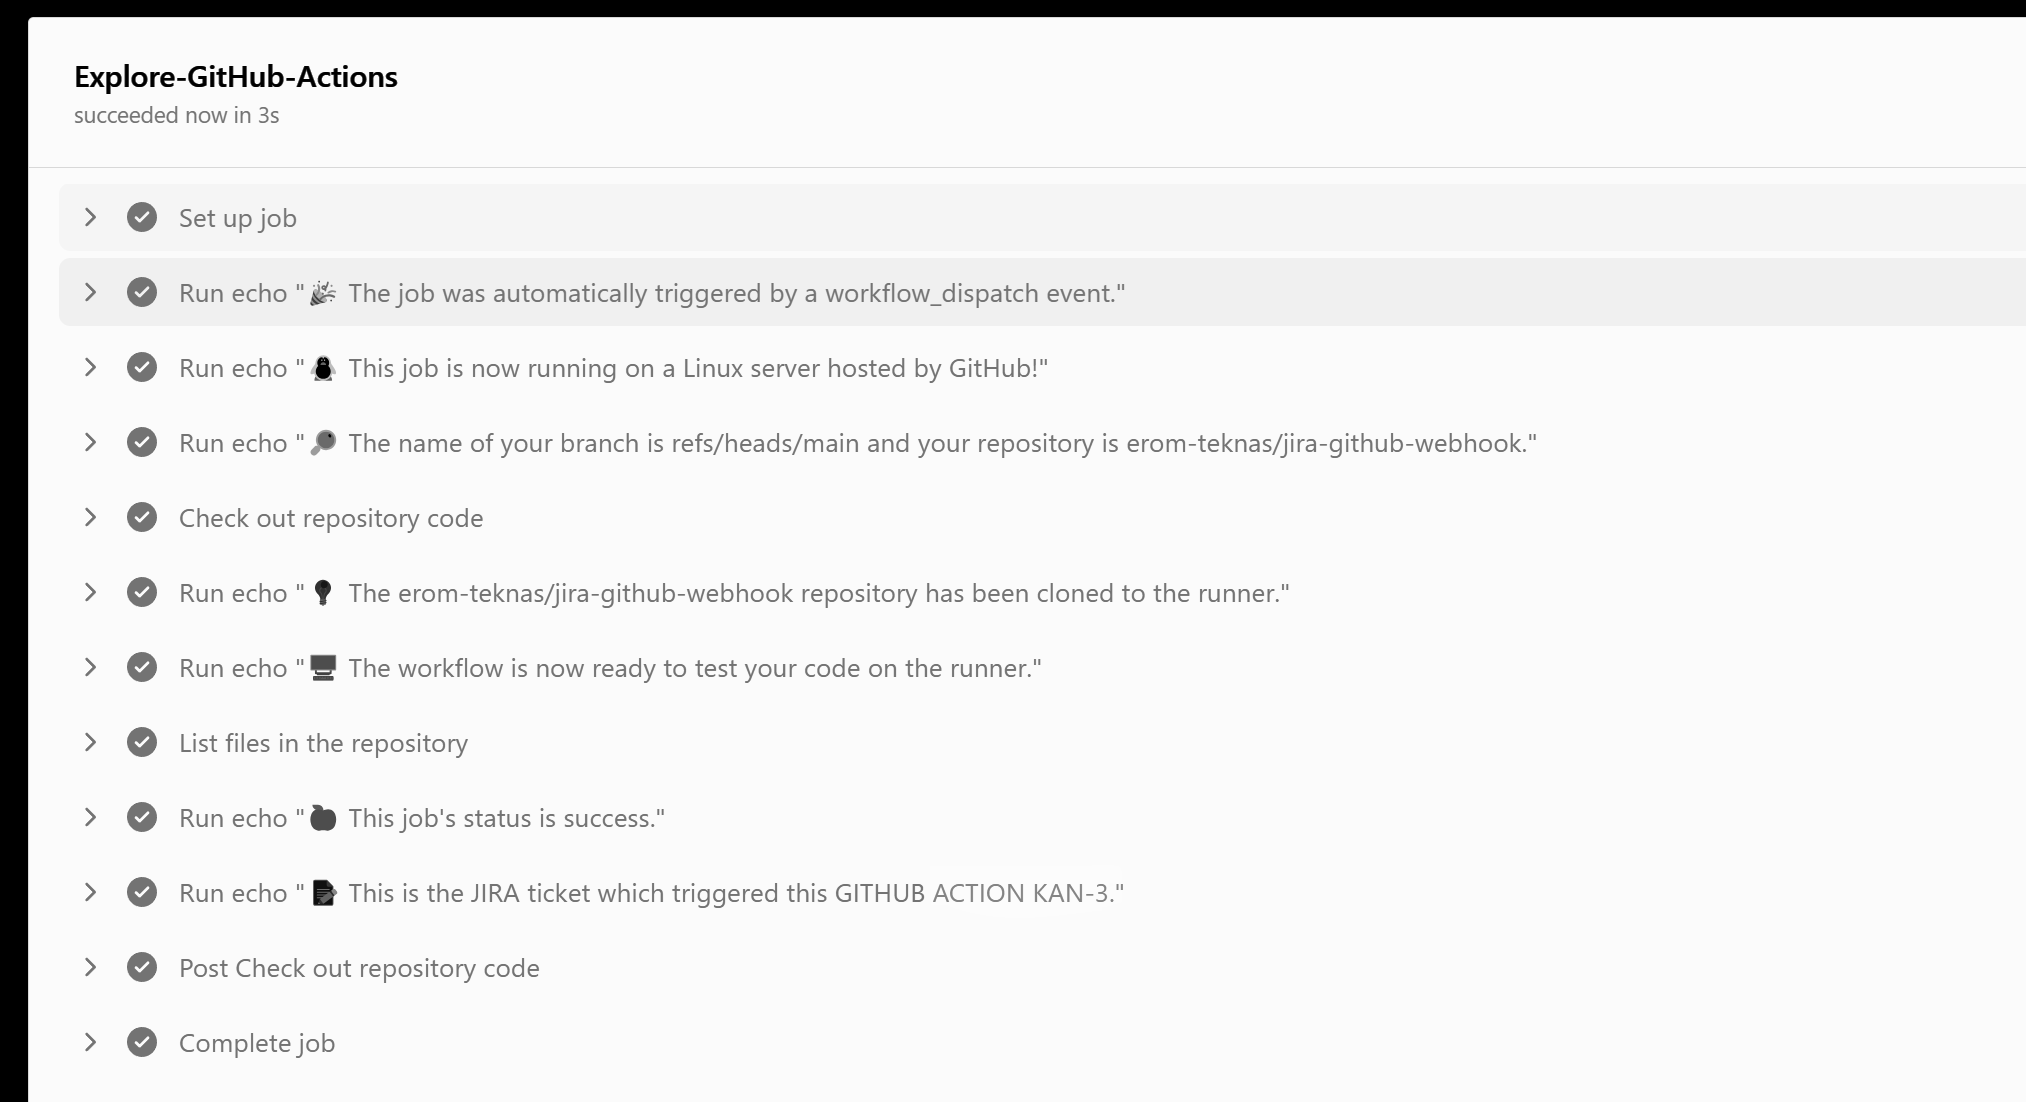 Explore-GitHub-Actions
succeeded now in 3s
Set up job
Run echo "🎉 The job was automatically triggered by a workflow_dispatch event."
Run echo "🐧 This job is now running on a Linux server hosted by GitHub!"
Run echo "🔎 The name of your branch is refs/heads/main and your repository is erom-teknas/jira-github-webhook."
Check out repository code
Run echo "💡 The erom-teknas/jira-github-webhook repository has been cloned to the runner."
Run echo "🖥️ The workflow is now ready to test your code on the runner."
List files in the repository
Run echo "🍏 This job's status is success."
Run echo "📝 This is the JIRA ticket which triggered this GITHUB ACTION KAN-3."
Post Check out repository code
Complete job